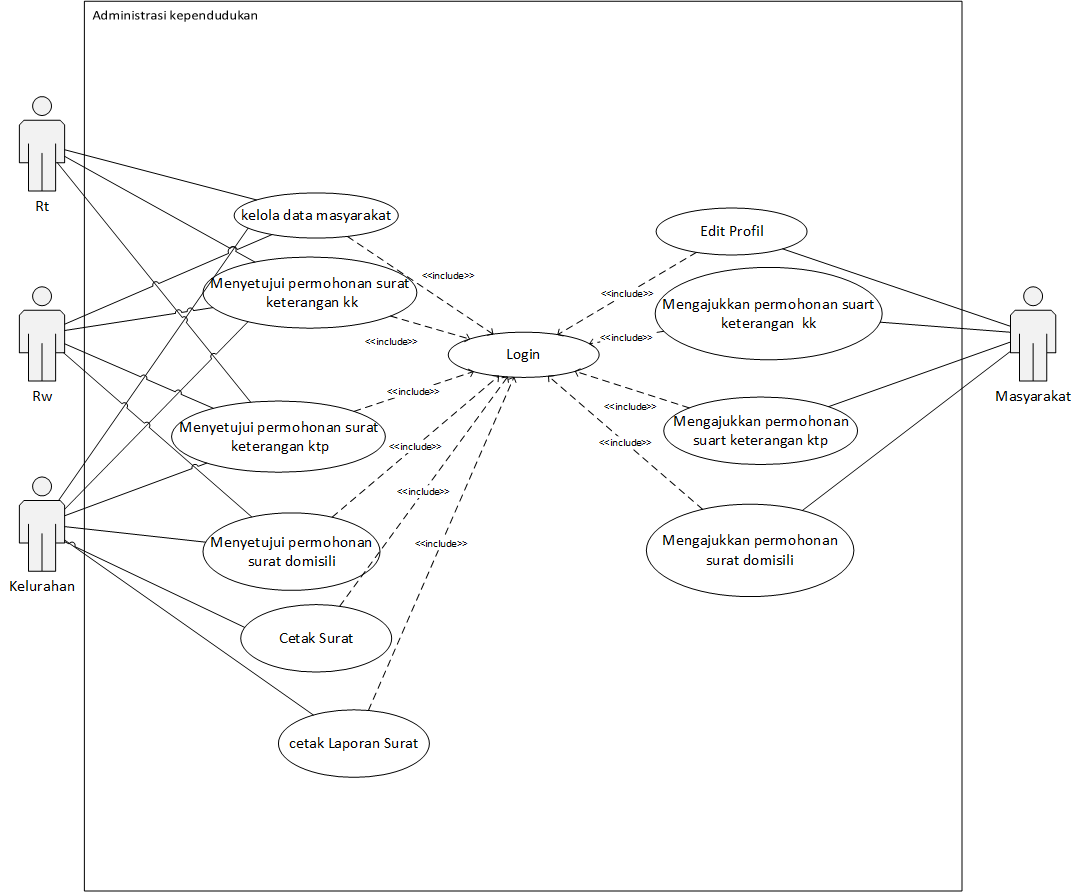 Administrasi kependudukan
Rt
kelola data masyarakat
Edit Profil
<<include>>
Menyetujui permohonan surat
keterangan kk
<<include>>
Mengajukkan permohonan suart
keterangan kk
<<include>>
<<include>>
Login
Rw
Masyarakat
<<include>>
<<include>>
Menyetujui permohonan surat
keterangan ktp
Mengajukkan permohonan
suart keterangan ktp
<<include>>
<<include>>
<<include>>
Menyetujui permohonan
surat domisili
<<include>>
Mengajukkan permohonan
surat domisili
Kelurahan
Cetak Surat
cetak Laporan Surat